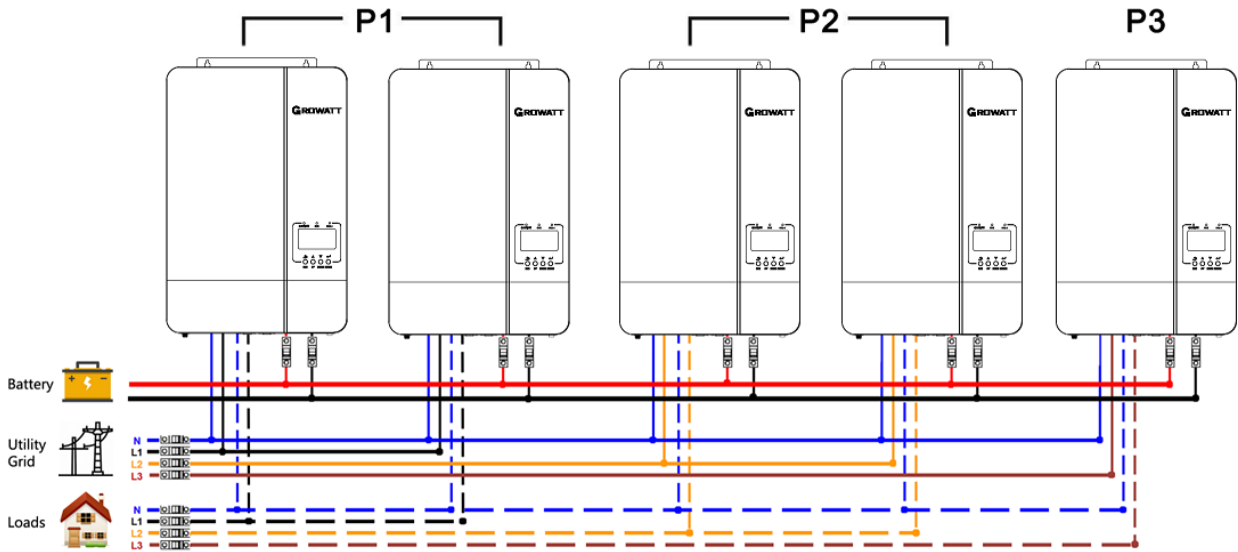 P1 P2 P3
GROWATT GROWATT GROWATT GROWATT GROWATT
Battery
+ −
Utility
Grid
N
L1
L2
L3
Loads
N
L1
L2
L3